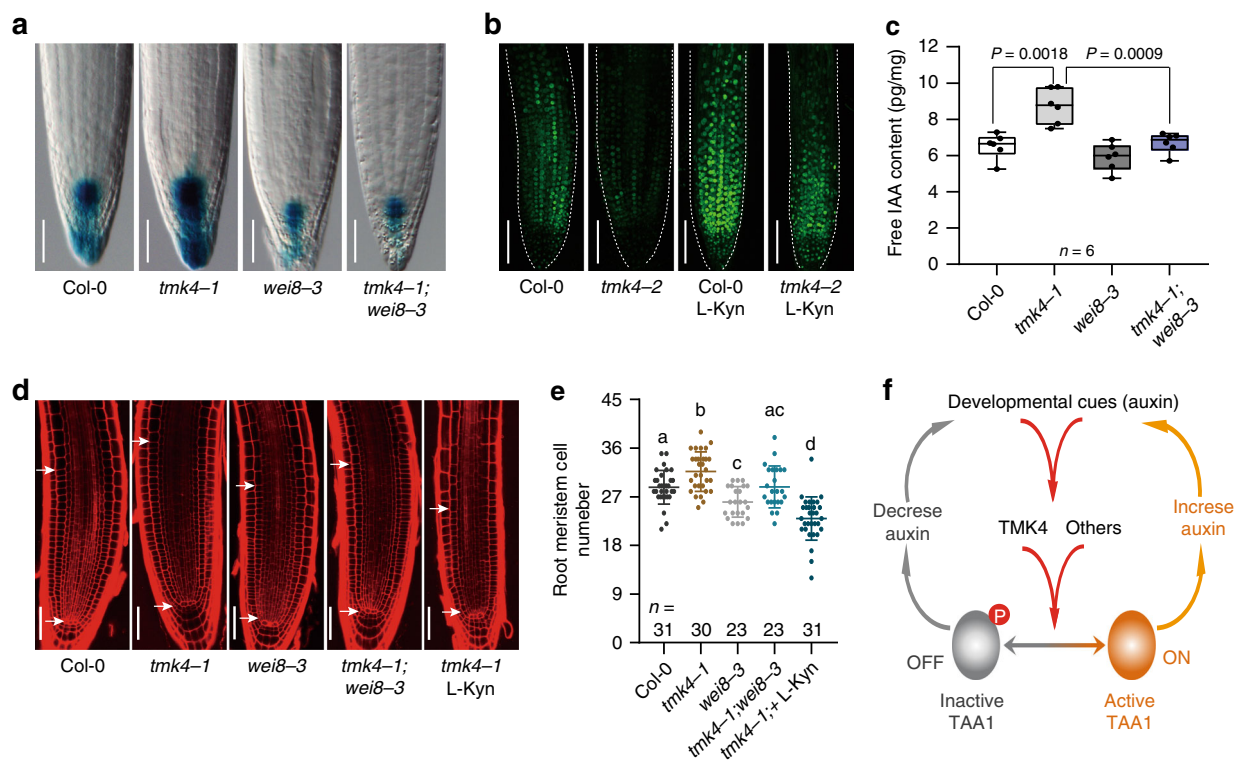 a
Col-0
tmk4–1
wei8–3
tmk4–1;
wei8–3
b
Col-0
tmk4–2
Col-0
L-Kyn
tmk4–2
L-Kyn
c
Free IAA content (pg/mg)
12
10
8
6
4
2
0
P = 0.0018
P = 0.0009
n = 6
Col-0
tmk4–1
wei8–3
tmk4–1;
wei8–3
d
Col-0
tmk4–1
wei8–3
tmk4–1;
wei8–3
tmk4–1
L-Kyn
e
Root meristem cell
numeber
45
36
27
18
9
0
a
b
c
ac
d
n =
31 30 23 23 31
Col-0
tmk4–1
wei8–3
tmk4–1;wei8–3
tmk4–1;+ L-Kyn
f
Developmental cues (auxin)
Decrese
auxin
Increse
auxin
TMK4 Others
P
OFF
ON
Inactive
TAA1
Active
TAA1